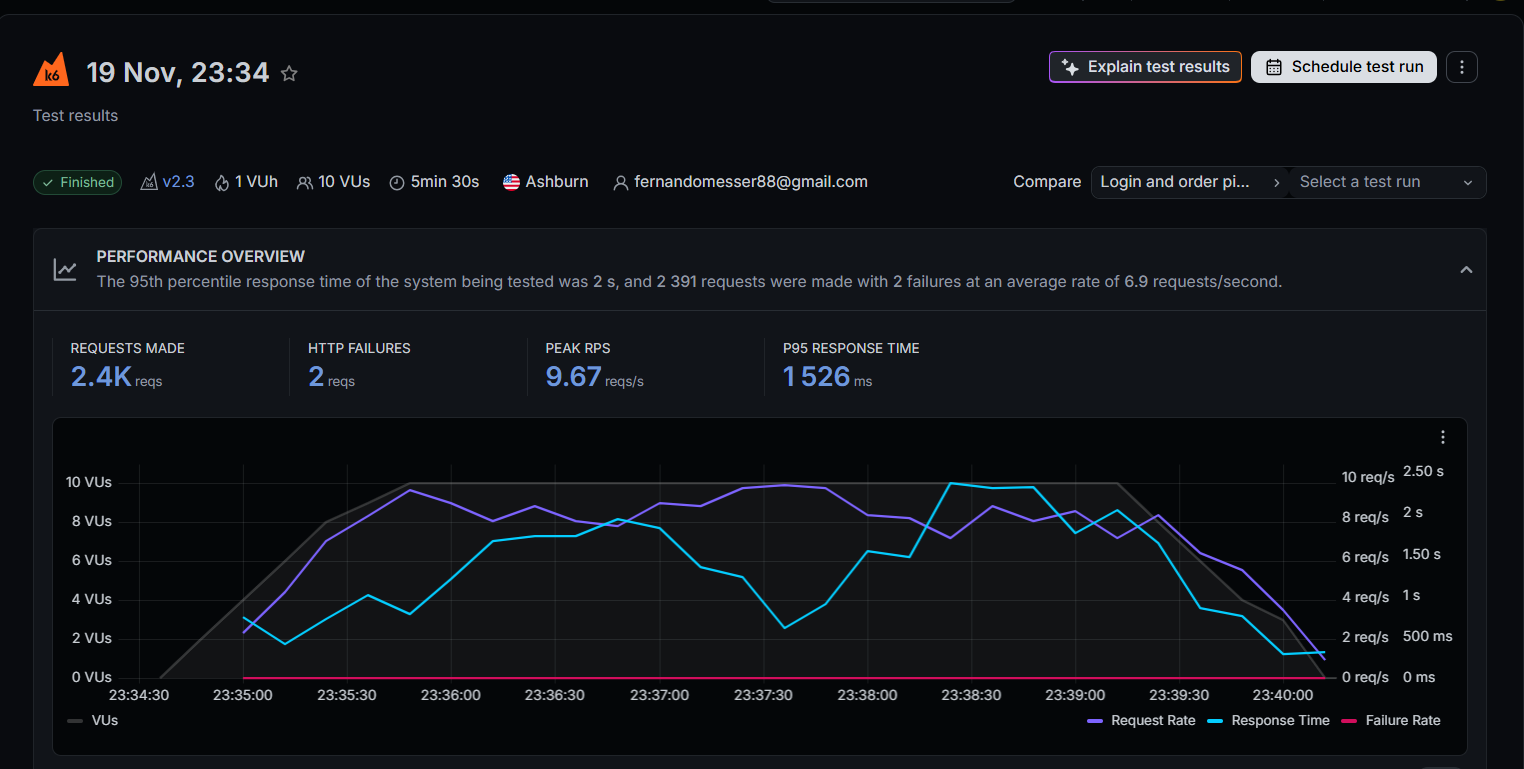 k6
19 Nov, 23:34
Explain test results
Schedule test run
Test results
Finished
k6 v2.3
1 VUh
10 VUs
5min 30s
Ashburn
fernandomesser88@gmail.com
Compare
Login and order pi...
Select a test run
PERFORMANCE OVERVIEW
The 95th percentile response time of the system being tested was 2 s, and 2 391 requests were made with 2 failures at an average rate of 6.9 requests/second.
REQUESTS MADE
2.4K reqs
HTTP FAILURES
2 reqs
PEAK RPS
9.67 reqs/s
P95 RESPONSE TIME
1 526 ms
10 VUs
8 VUs
6 VUs
4 VUs
2 VUs
0 VUs
10 req/s
8 req/s
6 req/s
4 req/s
2 req/s
0 req/s
2.50 s
2 s
1.50 s
1 s
500 ms
0 ms
23:34:30
23:35:00
23:35:30
23:36:00
23:36:30
23:37:00
23:37:30
23:38:00
23:38:30
23:39:00
23:39:30
23:40:00
VUs
Request Rate
Response Time
Failure Rate